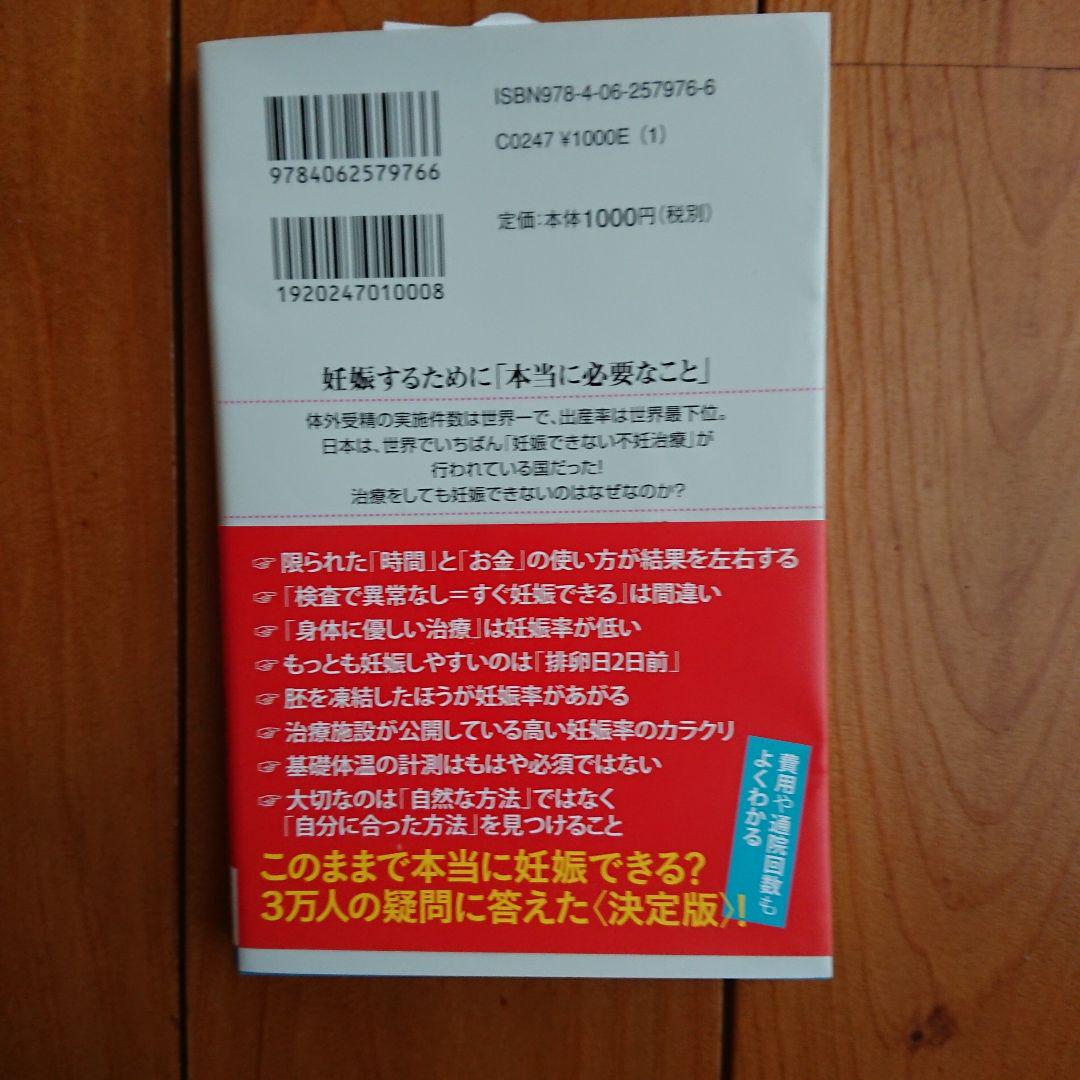 ISBN978-4-06-257976-6
C0247 ¥1000E (1)
9784062579766
定価:本体1000円(税別)
1920247010008
妊娠するために「本当に必要なこと」
体外受精の実施件数は世界一で、出産率は世界最下位。
日本は、世界でいちばん「妊娠できない不妊治療」が
行われている国だった!
治療をしても妊娠できないのはなぜなのか?
☞ 限られた「時間」と「お金」の使い方が結果を左右する
☞ 「検査で異常なし=すぐ妊娠できる」は間違い
☞ 「身体に優しい治療」は妊娠率が低い
☞ もっとも妊娠しやすいのは「排卵日2日前」
☞ 胚を凍結したほうが妊娠率があがる
☞ 治療施設が公開している高い妊娠率のカラクリ
☞ 基礎体温の計測はもはや必須ではない
☞ 大切なのは「自然な方法」ではなく
「自分に合った方法」を見つけること
費用や通院回数も
よくわかる
このままで本当に妊娠できる?
3万人の疑問に答えた〈決定版〉!